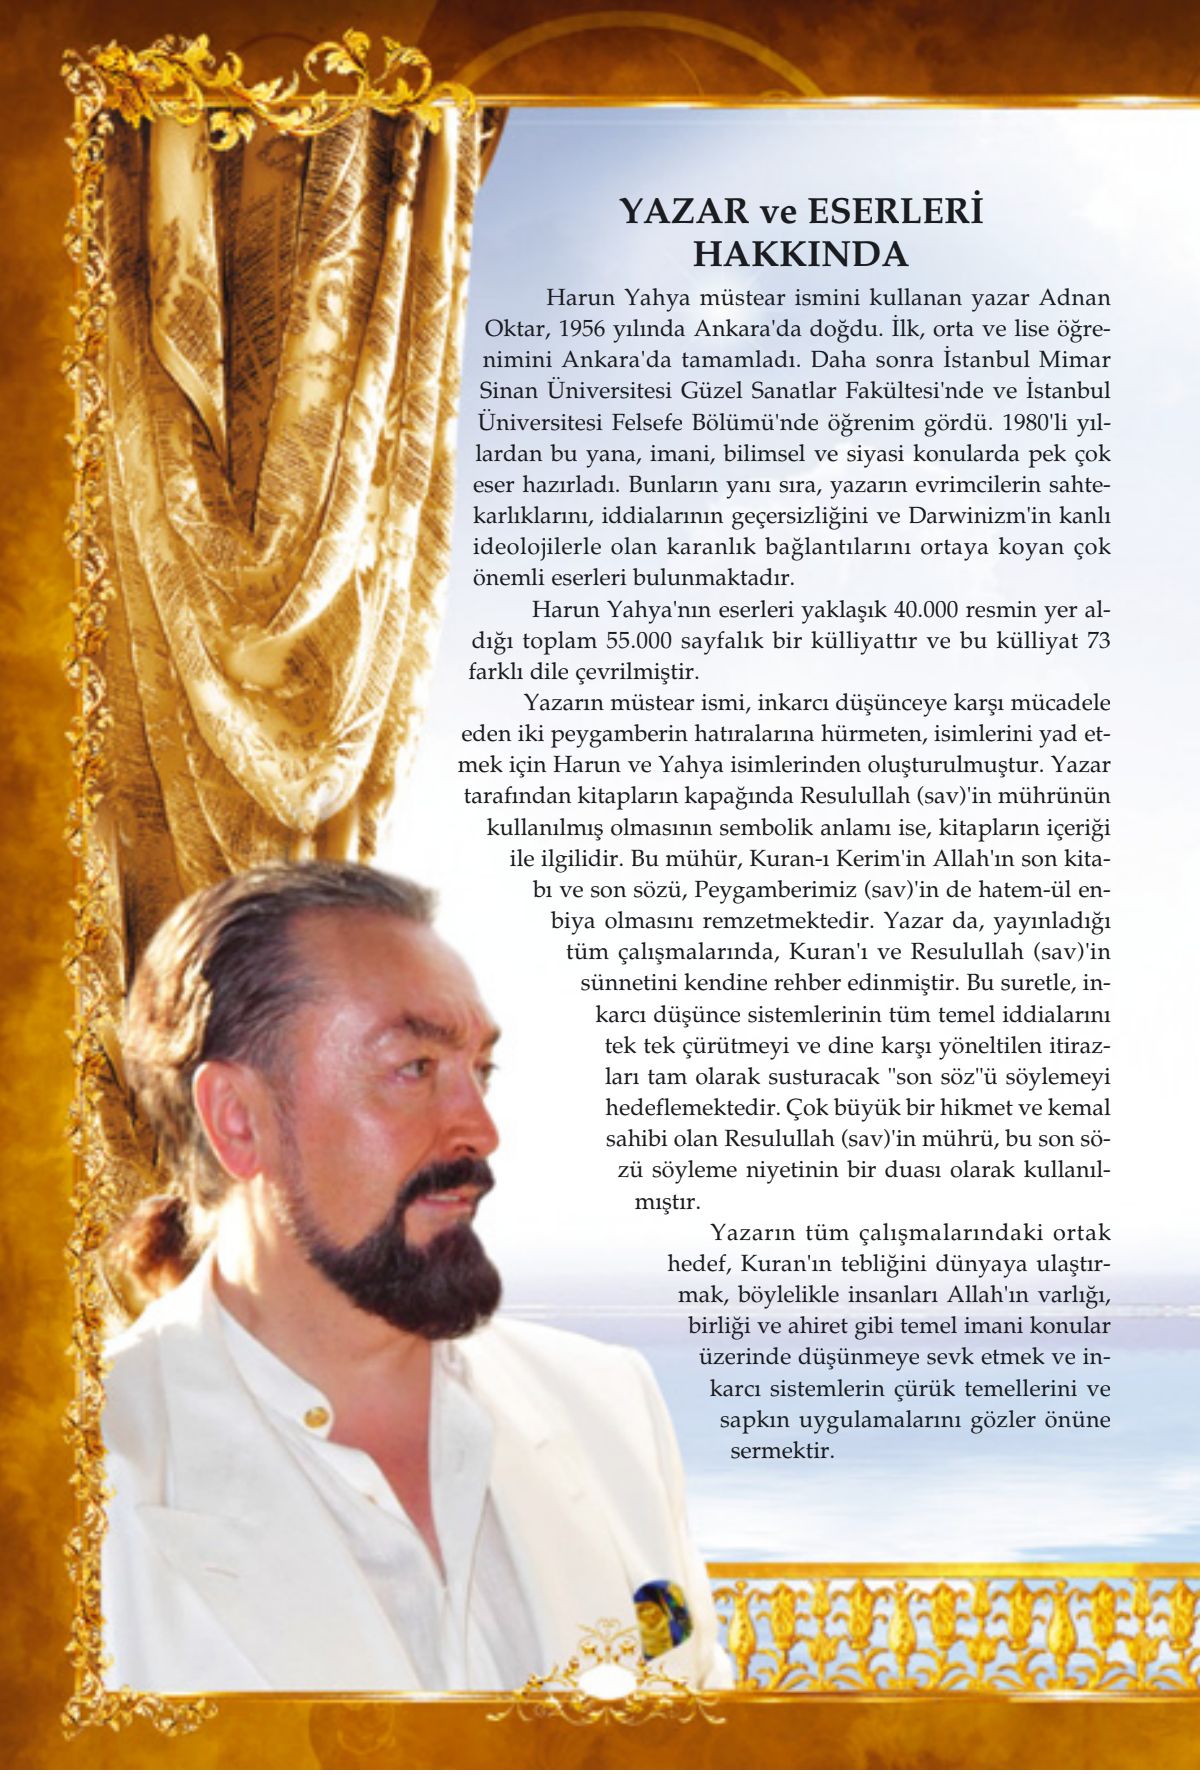 YAZAR ve ESERLERİ
HAKKINDA
Harun Yahya müstear ismini kullanan yazar Adnan
Oktar, 1956 yılında Ankara'da doğdu. İlk, orta ve lise öğre-
nimini Ankara'da tamamladı. Daha sonra İstanbul Mimar
Sinan Üniversitesi Güzel Sanatlar Fakültesi'nde ve İstanbul
Üniversitesi Felsefe Bölümü'nde öğrenim gördü. 1980'li yıl-
lardan bu yana, imani, bilimsel ve siyasi konularda pek çok
eser hazırladı. Bunların yanı sıra, yazarın evrimcilerin sahte-
karlıklarını, iddialarının geçersizliğini ve Darwinizm'in kanlı
ideolojilerle olan karanlık bağlantılarını ortaya koyan çok
önemli eserleri bulunmaktadır.
Harun Yahya'nın eserleri yaklaşık 40.000 resmin yer al-
dığı toplam 55.000 sayfalık bir külliyattır ve bu külliyat 73
farklı dile çevrilmiştir.
Yazarın müstear ismi, inkarcı düşünceye karşı mücadele
eden iki peygamberin hatıralarına hürmeten, isimlerini yad et-
mek için Harun ve Yahya isimlerinden oluşturulmuştur. Yazar
tarafından kitapların kapağında Resulullah (sav)'in mührünün
kullanılmış olmasının sembolik anlamı ise, kitapların içeriği
ile ilgilidir. Bu mühür, Kuran-ı Kerim'in Allah'ın son kita-
bı ve son sözü, Peygamberimiz (sav)'in de hatem-ül en-
biya olmasını remzetmektedir. Yazar da, yayınladığı
tüm çalışmalarında, Kuran'ı ve Resulullah (sav)'in
sünnetini kendine rehber edinmiştir. Bu suretle, in-
karcı düşünce sistemlerinin tüm temel iddialarını
tek tek çürütmeyi ve dine karşı yöneltilen itiraz-
ları tam olarak susturacak "son söz"ü söylemeyi
hedeflemektedir. Çok büyük bir hikmet ve kemal
sahibi olan Resulullah (sav)'in mührü, bu son sö-
zü söyleme niyetinin bir duası olarak kullanıl-
mıştır.
Yazarın tüm çalışmalarındaki ortak
hedef, Kuran'ın tebliğini dünyaya ulaştır-
mak, böylelikle insanları Allah'ın varlığı,
birliği ve ahiret gibi temel imani konular
üzerinde düşünmeye sevk etmek ve in-
karcı sistemlerin çürük temellerini ve
sapkın uygulamalarını gözler önüne
sermektir.